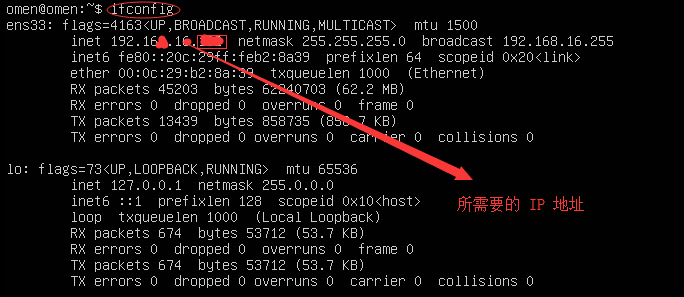 omen@omen:~$ ifconfig
ens33: flags=4163<UP,BROADCAST,RUNNING,MULTICAST> mtu 1500
inet 192.168.16. netmask 255.255.255.0 broadcast 192.168.16.255
inet6 fe80::20c:29ff:feb2:8a39 prefixlen 64 scopeid 0x20<link>
ether 00:0c:29:b2:8a:39 txqueuelen 1000 (Ethernet)
RX packets 45203 bytes 62240703 (62.2 MB)
RX errors 0 dropped 0 overruns 0 frame 0
TX packets 13439 bytes 858735 (858.7 KB)
TX errors 0 dropped 0 overruns 0 carrier 0 collisions 0
lo: flags=73<UP,LOOPBACK,RUNNING> mtu 65536
inet 127.0.0.1 netmask 255.0.0.0
inet6 ::1 prefixlen 128 scopeid 0x10<host>
loop txqueuelen 1000 (Local Loopback)
RX packets 674 bytes 53712 (53.7 KB)
RX errors 0 dropped 0 overruns 0 frame 0
TX packets 674 bytes 53712 (53.7 KB)
TX errors 0 dropped 0 overruns 0 carrier 0 collisions 0
所需要的 IP 地址